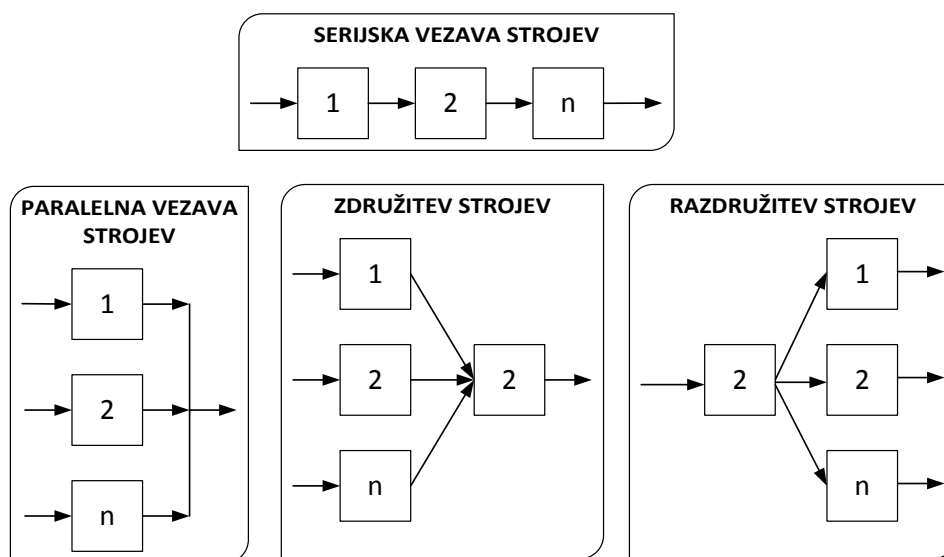 SERIJSKA VEZAVA STROJEV
1 2 n
PARALELNA VEZAVA
STROJEV
1
2
n
ZDRUŽITEV STROJEV
1
2 2
n
RAZDRUŽITEV STROJEV
1
2 2
n